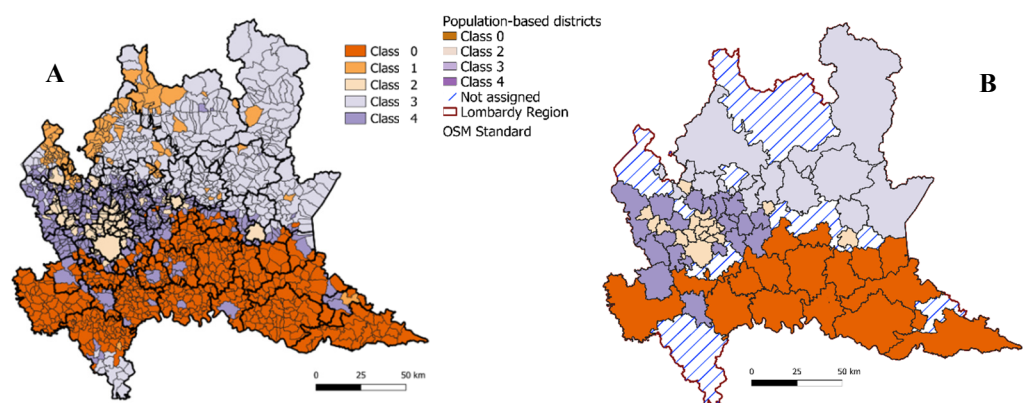 A
Class 0
Class 1
Class 2
Class 3
Class 4
0 25 50 km
Population-based districts
Class 0
Class 2
Class 3
Class 4
Not assigned
Lombardy Region
OSM Standard
B
0 25 50 km